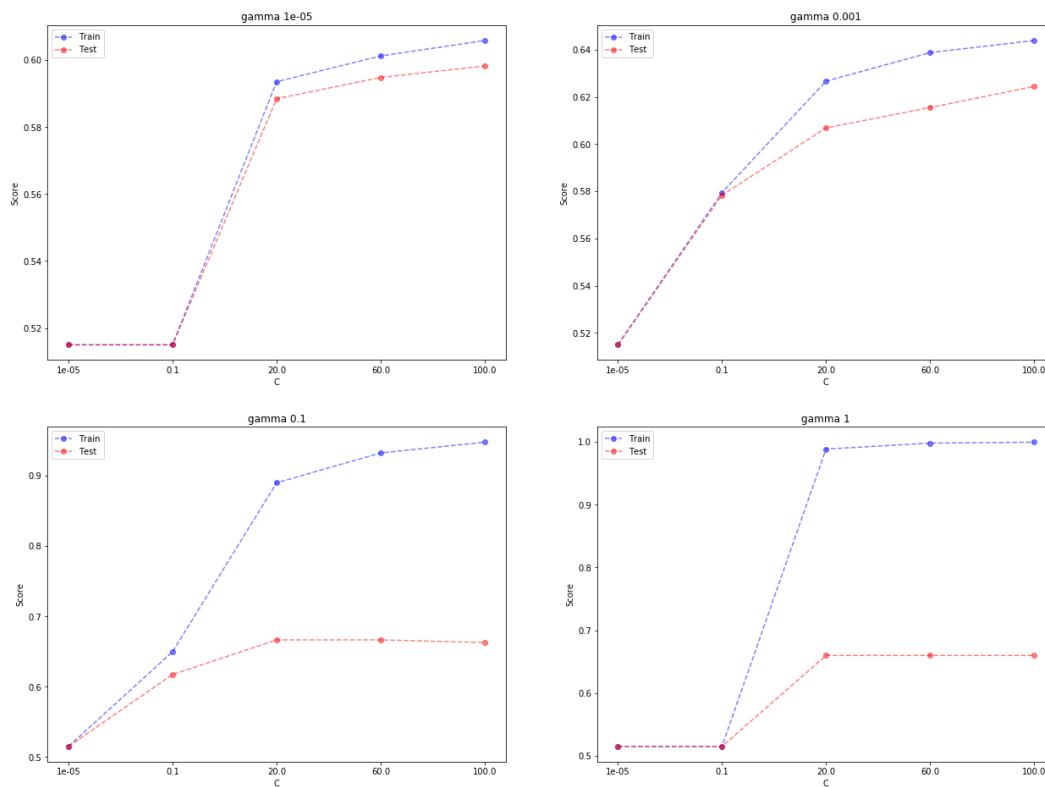 gamma 1e-05
Train
Test
0.60
0.58
0.56
0.54
0.52
Score
1e-05 0.1 20.0 60.0 100.0
C
gamma 0.001
Train
Test
0.64
0.62
0.60
0.58
0.56
0.54
0.52
Score
1e-05 0.1 20.0 60.0 100.0
C
gamma 0.1
Train
Test
0.9
0.8
0.7
0.6
0.5
Score
1e-05 0.1 20.0 60.0 100.0
C
gamma 1
Train
Test
1.0
0.9
0.8
0.7
0.6
0.5
Score
1e-05 0.1 20.0 60.0 100.0
C